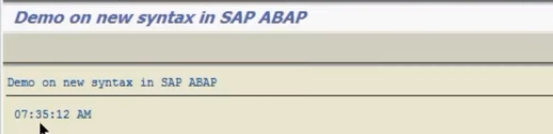 Demo on new syntax in SAP ABAP
Demo on new syntax in SAP ABAP
07:35:12 AM